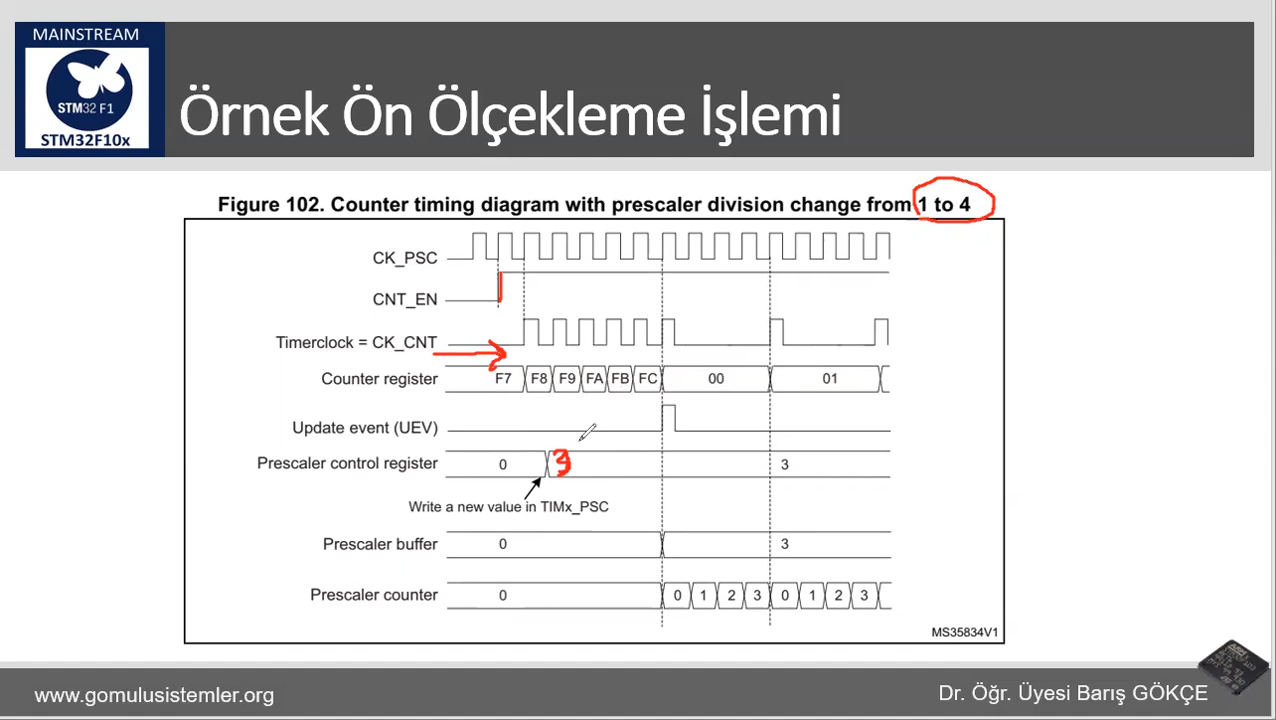 MAINSTREAM
STM32 F1
STM32F10x
Örnek Ön Ölçekleme İşlemi
Figure 102. Counter timing diagram with prescaler division change from 1 to 4
CK_PSC
CNT_EN
Timerclock = CK_CNT
Counter register F7 F8 F9 FA FB FC 00 01
Update event (UEV)
Prescaler control register 0 3 3
Write a new value in TIMx_PSC
Prescaler buffer 0 3
Prescaler counter 0 0 1 2 3 0 1 2 3
MS35834V1
www.gomulusistemler.org
Dr. Öğr. Üyesi Barış GÖKÇE